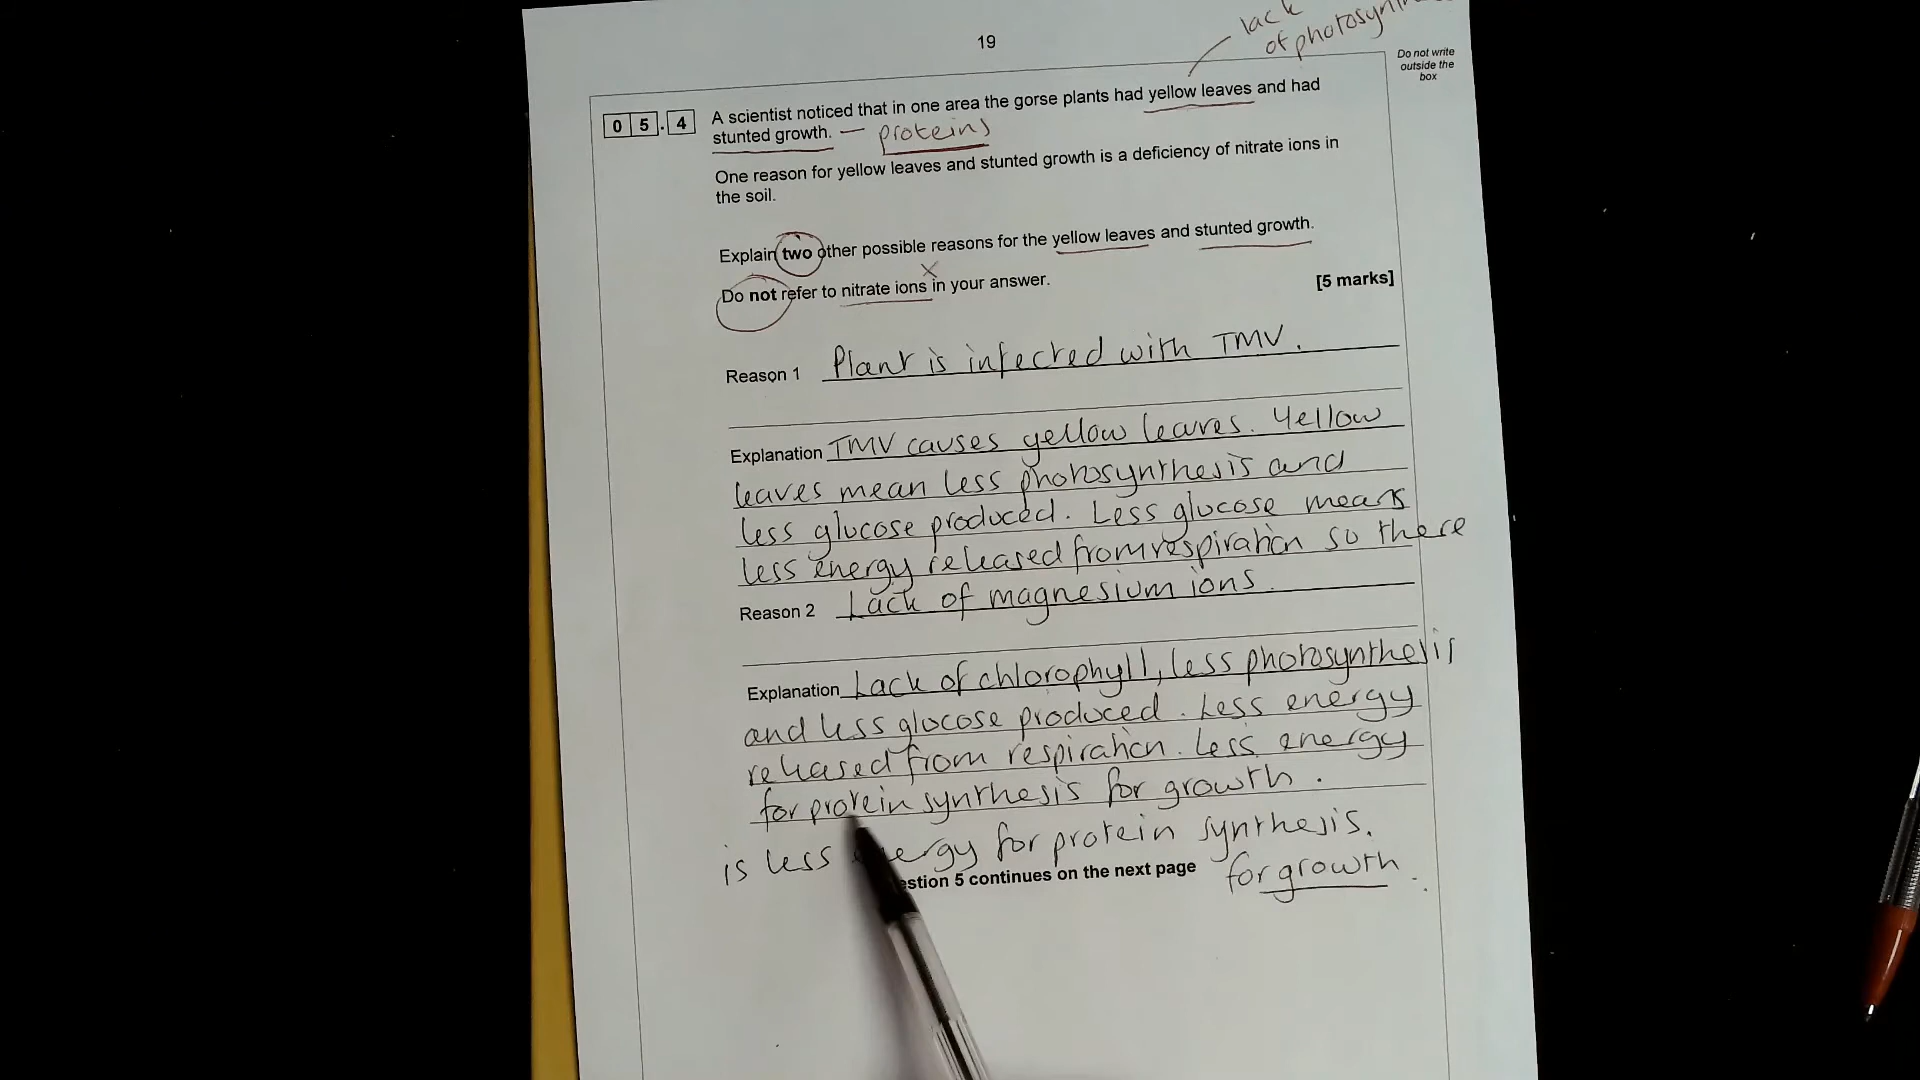 19
lack
of photosyn
Do not write
outside the
box
05.4 A scientist noticed that in one area the gorse plants had yellow leaves and had
stunted growth. — proteins
One reason for yellow leaves and stunted growth is a deficiency of nitrate ions in
the soil.
Explain two other possible reasons for the yellow leaves and stunted growth.
Do not refer to nitrate ions in your answer.
[5 marks]
Reason 1 Plant is infected with TMV.
Explanation TMV causes yellow leaves. Yellow
leaves mean less photosynthesis and
less glucose produced. Less glucose means
less energy released from respiration so there
Reason 2 Lack of magnesium ions.
Explanation Lack of chlorophyll, less photosynthesis
and less glucose produced. Less energy
released from respiration. Less energy
for protein synthesis for growth.
is less energy for protein synthesis.
estion 5 continues on the next page
for growth.